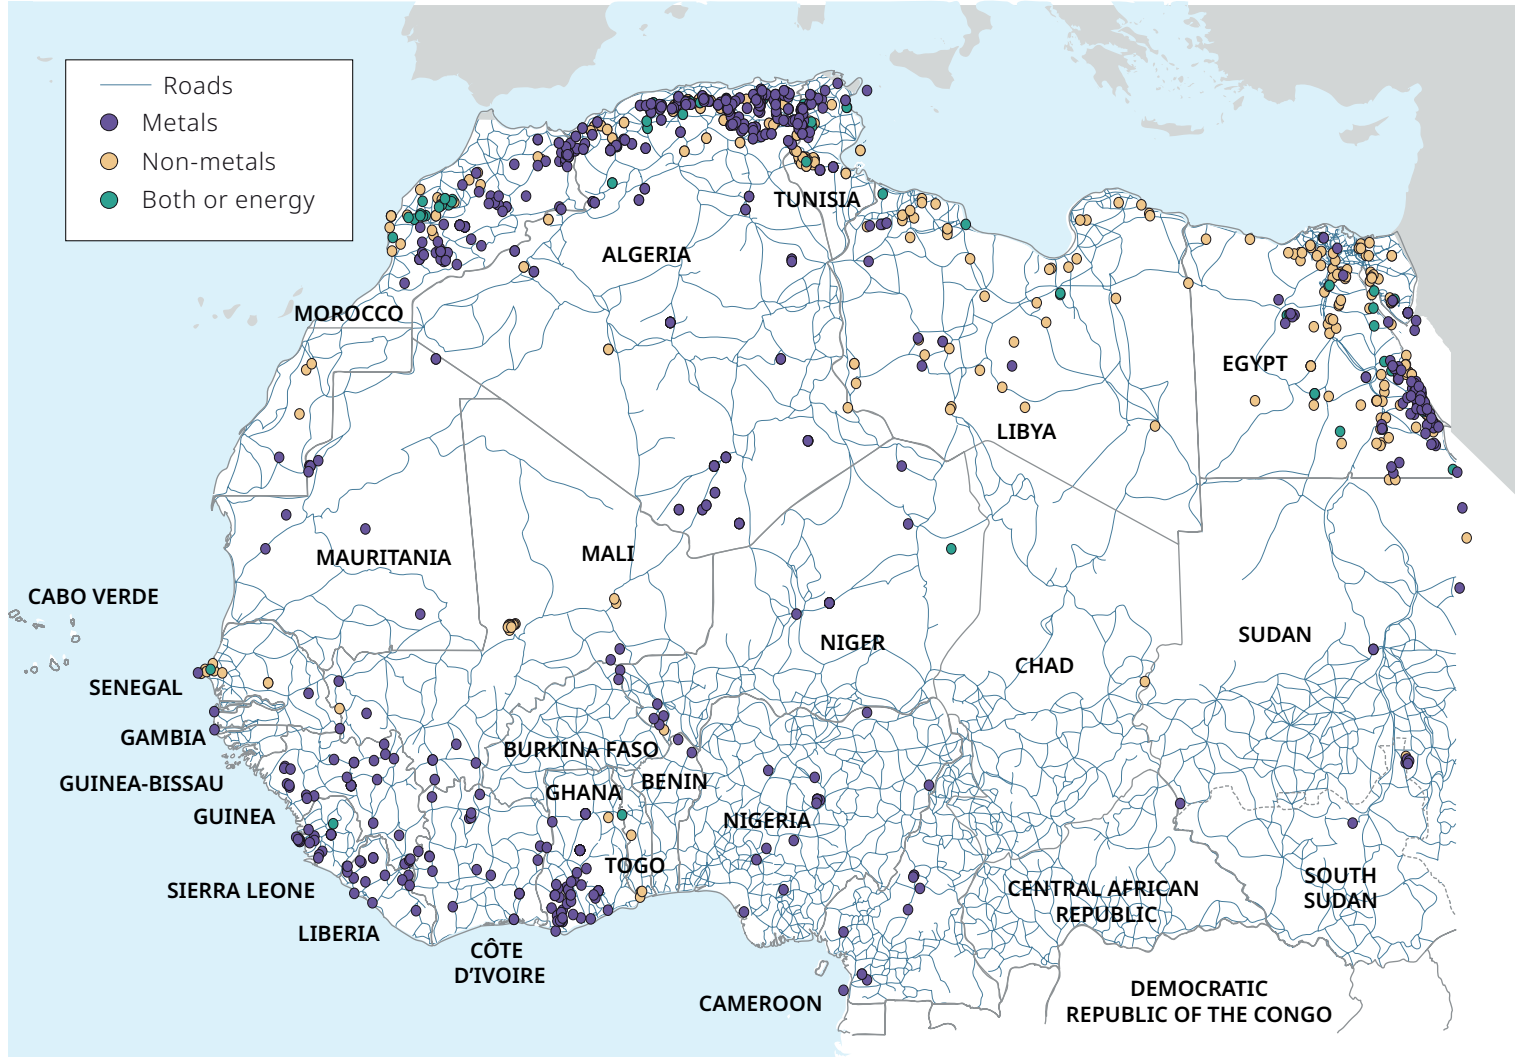 Roads
Metals
Non-metals
Both or energy
TUNISIA
ALGERIA
MOROCCO
EGYPT
LIBYA
MAURITANIA
MALI
CABO VERDE
NIGER
SUDAN
CHAD
SENEGAL
GAMBIA
BURKINA FASO
GUINEA-BISSAU
BENIN
GHANA
GUINEA
NIGERIA
TOGO
SIERRA LEONE
CENTRAL AFRICAN
REPUBLIC
SOUTH
SUDAN
LIBERIA
CÔTE
D'IVOIRE
CAMEROON
DEMOCRATIC
REPUBLIC OF THE CONGO